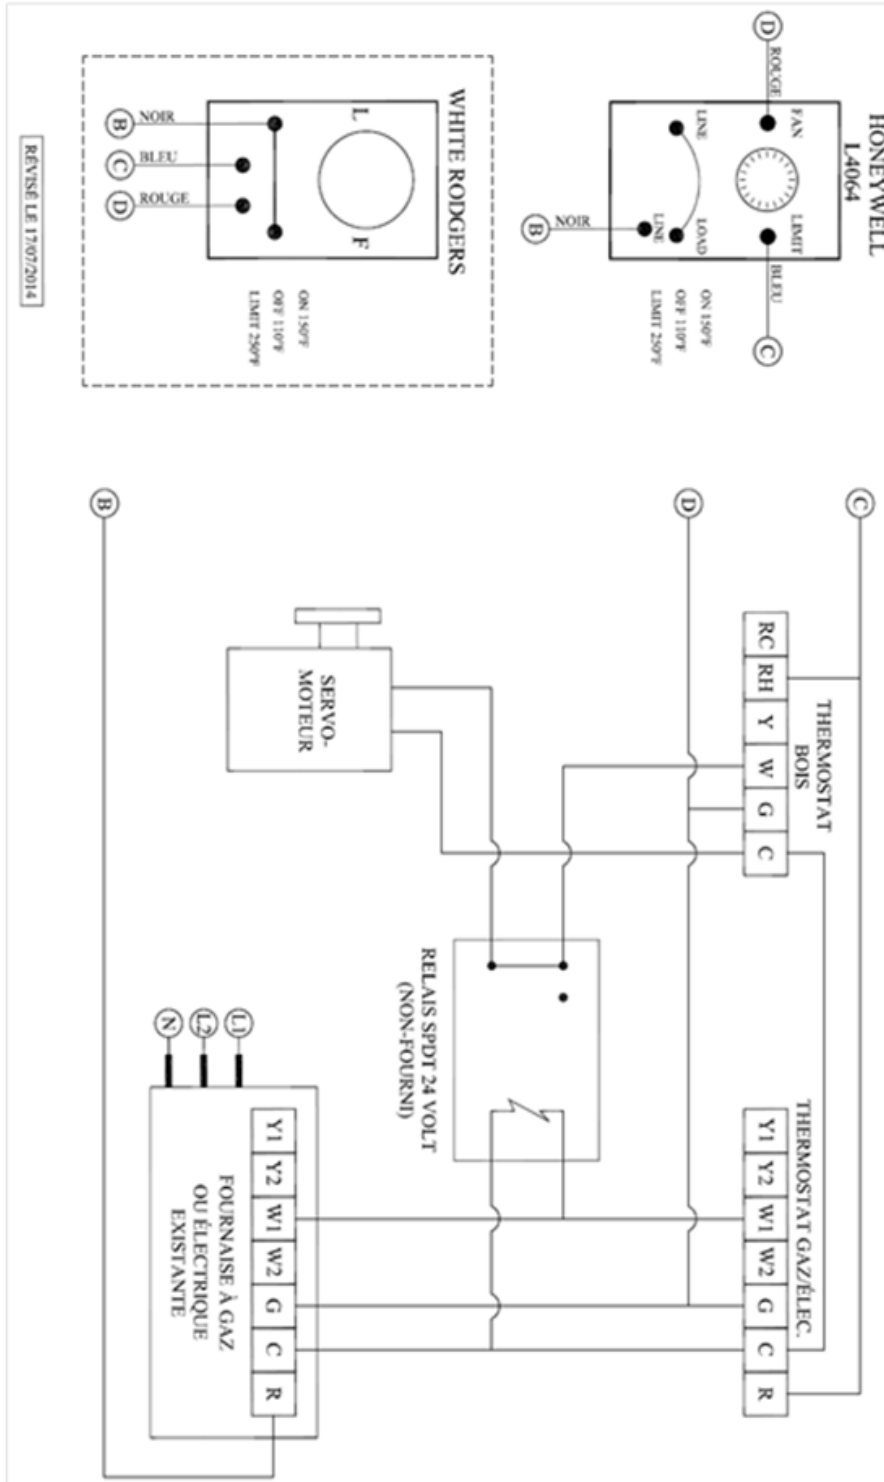 HONEYWELL
L4064
D
ROUGE
FAN
LIMIT
BLEU
C
LINE
LOAD
LINE
NOIR
B
ON 150°F
OFF 110°F
LIMIT 250°F
WHITE RODGERS
L
F
B
NOIR
C
BLEU
D
ROUGE
ON 150°F
OFF 110°F
LIMIT 250°F
RÉVISÉ LE 17/07/2014
C
D
B
THERMOSTAT
BOIS
RC
RH
Y
W
G
C
SERVO-
MOTEUR
RELAIS SPDT 24 VOLT
(NON-FOURNI)
THERMOSTAT GAZ/ÉLEC.
Y1
Y2
W1
W2
G
C
R
L1
L2
N
Y1
Y2
W1
W2
G
C
R
FOURNAISE À GAZ
OU ÉLECTRIQUE
EXISTANTE